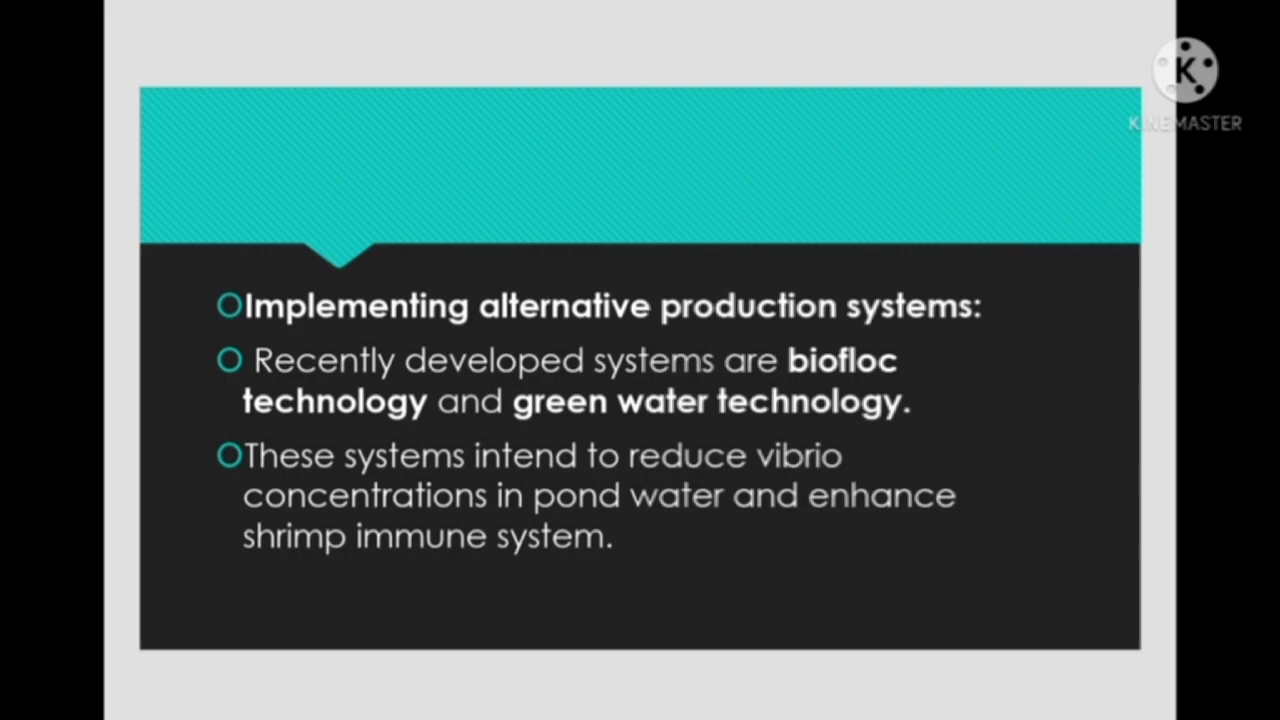 K
KINEMASTER
Implementing alternative production systems:
Recently developed systems are biofloc
technology and green water technology.
These systems intend to reduce vibrio
concentrations in pond water and enhance
shrimp immune system.